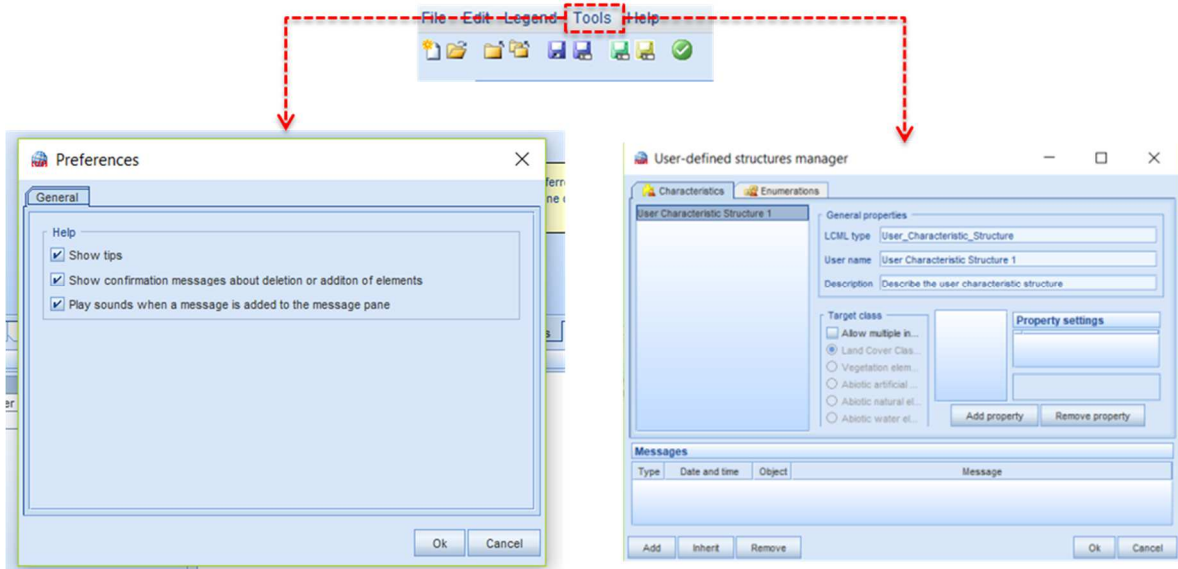 File Edit Legend Tools Help
Preferences
General
Help
Show tips
Show confirmation messages about deletion or additon of elements
Play sounds when a message is added to the message pane
Ok Cancel
User-defined structures manager
Characteristics Enumerations
User Characteristic Structure 1
General properties
LCML type User_Characteristic_Structure
User name User Characteristic Structure 1
Description Describe the user characteristic structure
Target class
Allow multiple in...
Land Cover Clas...
Vegetation elem...
Abiotic artificial ...
Abiotic natural el...
Abiotic water el...
Property settings
Add property Remove property
Messages
Type Date and time Object Message
Add Inherit Remove Ok Cancel